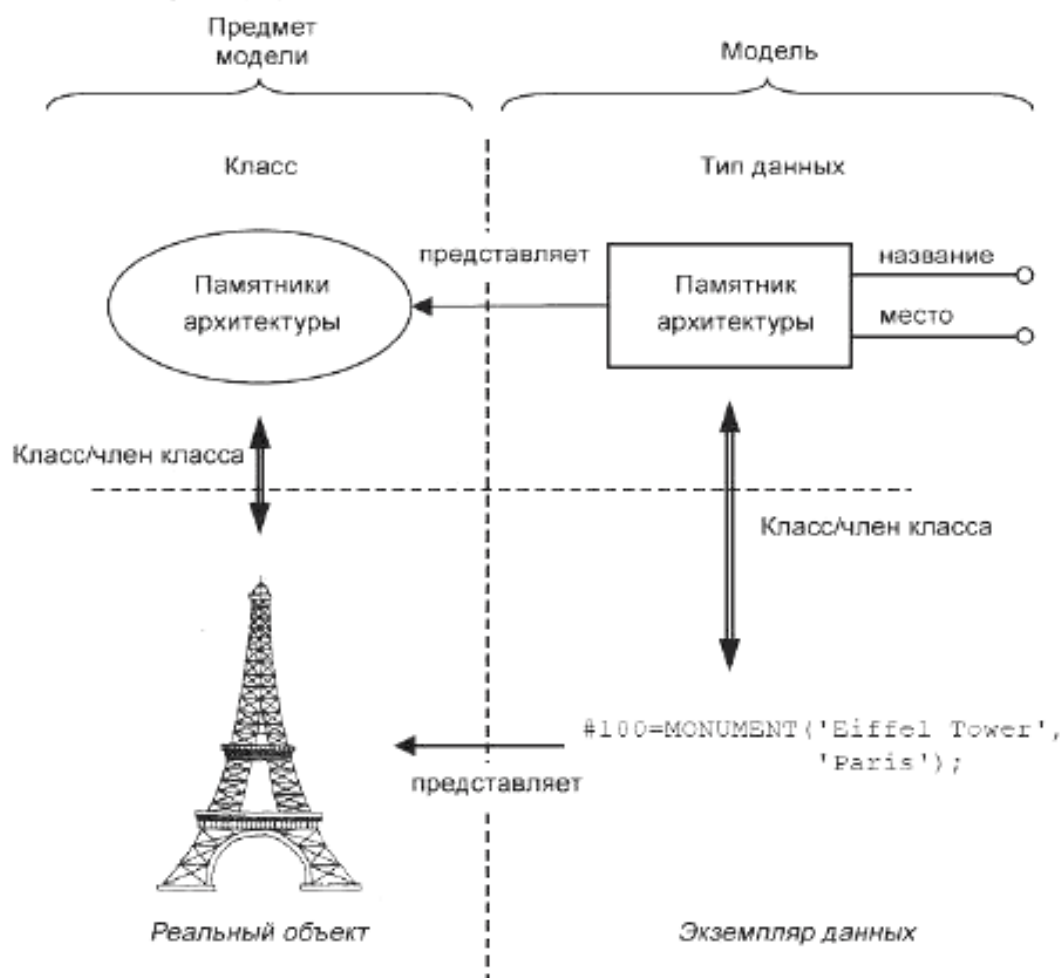 Предмет
модели
Модель
Класс
Тип данных
представляет
Памятники
архитектуры
Памятник
архитектуры
название
место
Класс/член класса
Класс/член класса
#100=MONUMENT('Eiffel Tower',
'Paris');
представляет
Реальный объект
Экземпляр данных